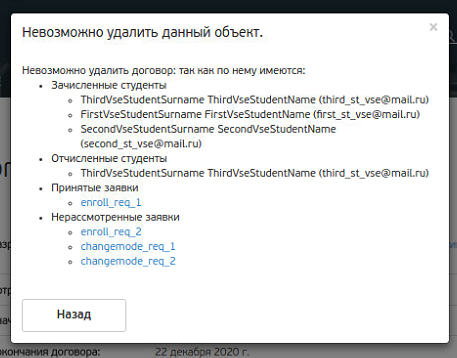 Невозможно удалить данный объект.
×
Невозможно удалить договор: так как по нему имеются:
Зачисленные студенты
ThirdVseStudentSurname ThirdVseStudentName (third_st_vse@mail.ru)
FirstVseStudentSurname FirstVseStudentName (first_st_vse@mail.ru)
SecondVseStudentSurname SecondVseStudentName
(second_st_vse@mail.ru)
Отчисленные студенты
ThirdVseStudentSurname ThirdVseStudentName (third_st_vse@mail.ru)
Принятые заявки
enroll_req_1
Нерассмотренные заявки
enroll_req_2
changemode_req_1
changemode_req_2
Назад
кончания договора: 22 декабря 2020 г.